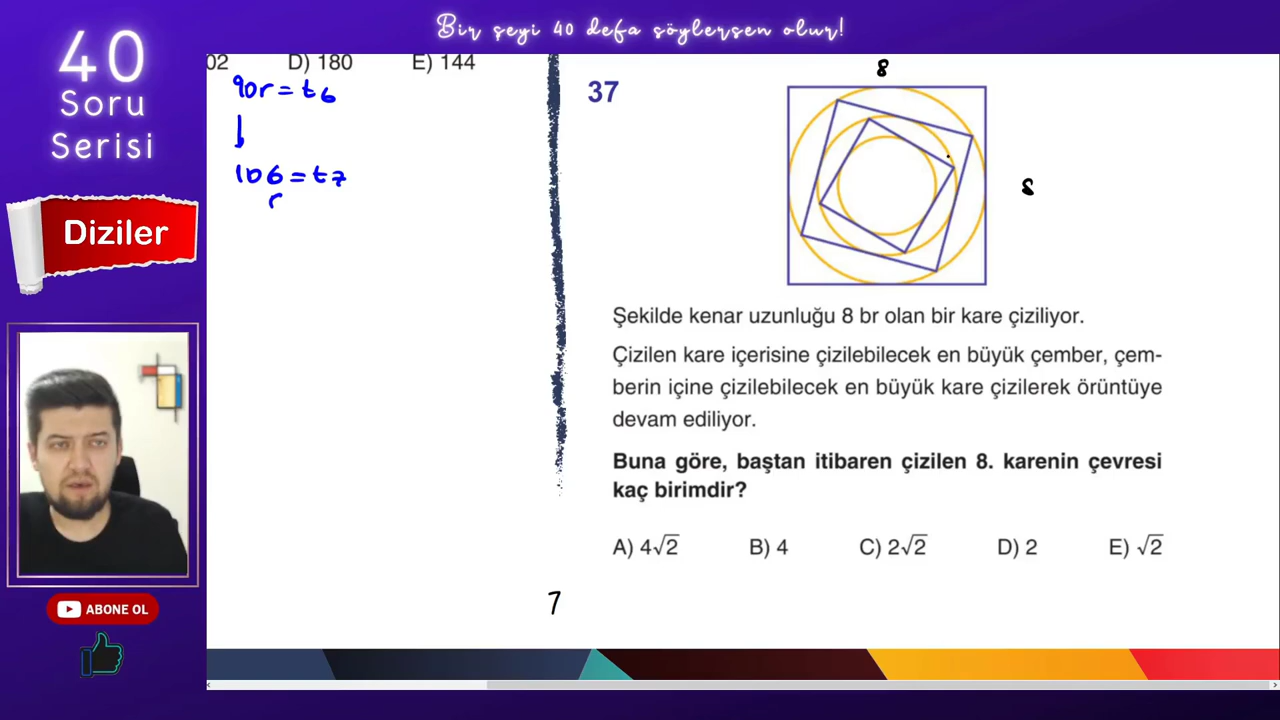 Bir şeyi 40 defa söylersen olur!
40
Soru
Serisi
Diziler
ABONE OL
02 D) 180 E) 144
90r = t6
106 = t7
r
7
37
8
8
Şekilde kenar uzunluğu 8 br olan bir kare çiziliyor.
Çizilen kare içerisine çizilebilecek en büyük çember, çem-
berin içine çizilebilecek en büyük kare çizilerek örüntüye
devam ediliyor.
Buna göre, baştan itibaren çizilen 8. karenin çevresi
kaç birimdir?
A) 4√2 B) 4 C) 2√2 D) 2 E) √2